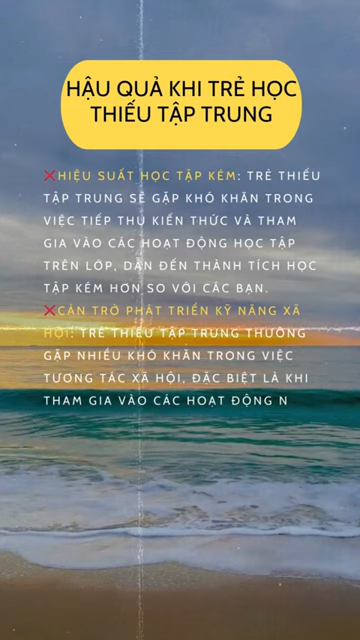 HẬU QUẢ KHI TRẺ HỌC
THIẾU TẬP TRUNG
❌HIỆU SUẤT HỌC TẬP KÉM: TRẺ THIẾU
TẬP TRUNG SẼ GẶP KHÓ KHĂN TRONG
VIỆC TIẾP THU KIẾN THỨC VÀ THAM
GIA VÀO CÁC HOẠT ĐỘNG HỌC TẬP
TRÊN LỚP, DẪN ĐẾN THÀNH TÍCH HỌC
TẬP KÉM HƠN SO VỚI CÁC BẠN.
❌CẢN TRỞ PHÁT TRIỂN KỸ NĂNG XÃ
HỘI: TRẺ THIẾU TẬP TRUNG THƯỜNG
GẶP NHIỀU KHÓ KHĂN TRONG VIỆC
TƯƠNG TÁC XÃ HỘI, ĐẶC BIỆT LÀ KHI
THAM GIA VÀO CÁC HOẠT ĐỘNG N